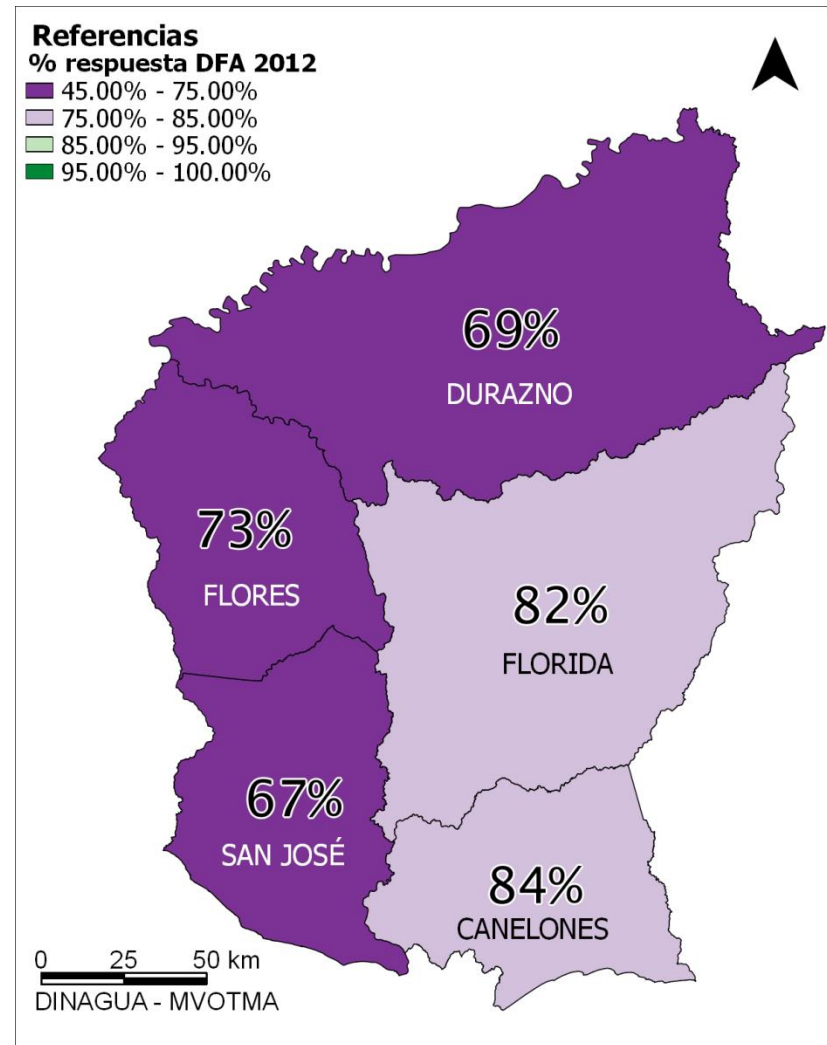 Referencias
% respuesta DFA 2012
45.00% - 75.00%
75.00% - 85.00%
85.00% - 95.00%
95.00% - 100.00%
69%
DURAZNO
73%
FLORES
82%
FLORIDA
67%
SAN JOSÉ
84%
CANELONES
0 25 50 km
DINAGUA - MVOTMA